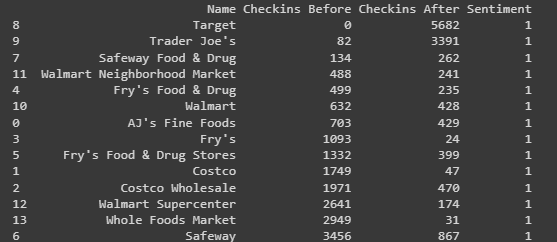 Name Checkins Before Checkins After Sentiment
8 Target 0 5682 1
9 Trader Joe's 82 3391 1
7 Safeway Food & Drug 134 262 1
11 Walmart Neighborhood Market 488 241 1
4 Fry's Food & Drug 499 235 1
10 Walmart 632 428 1
0 AJ's Fine Foods 703 429 1
3 Fry's 1093 24 1
5 Fry's Food & Drug Stores 1332 399 1
1 Costco 1749 47 1
2 Costco Wholesale 1971 470 1
12 Walmart Supercenter 2641 174 1
13 Whole Foods Market 2949 31 1
6 Safeway 3456 867 1